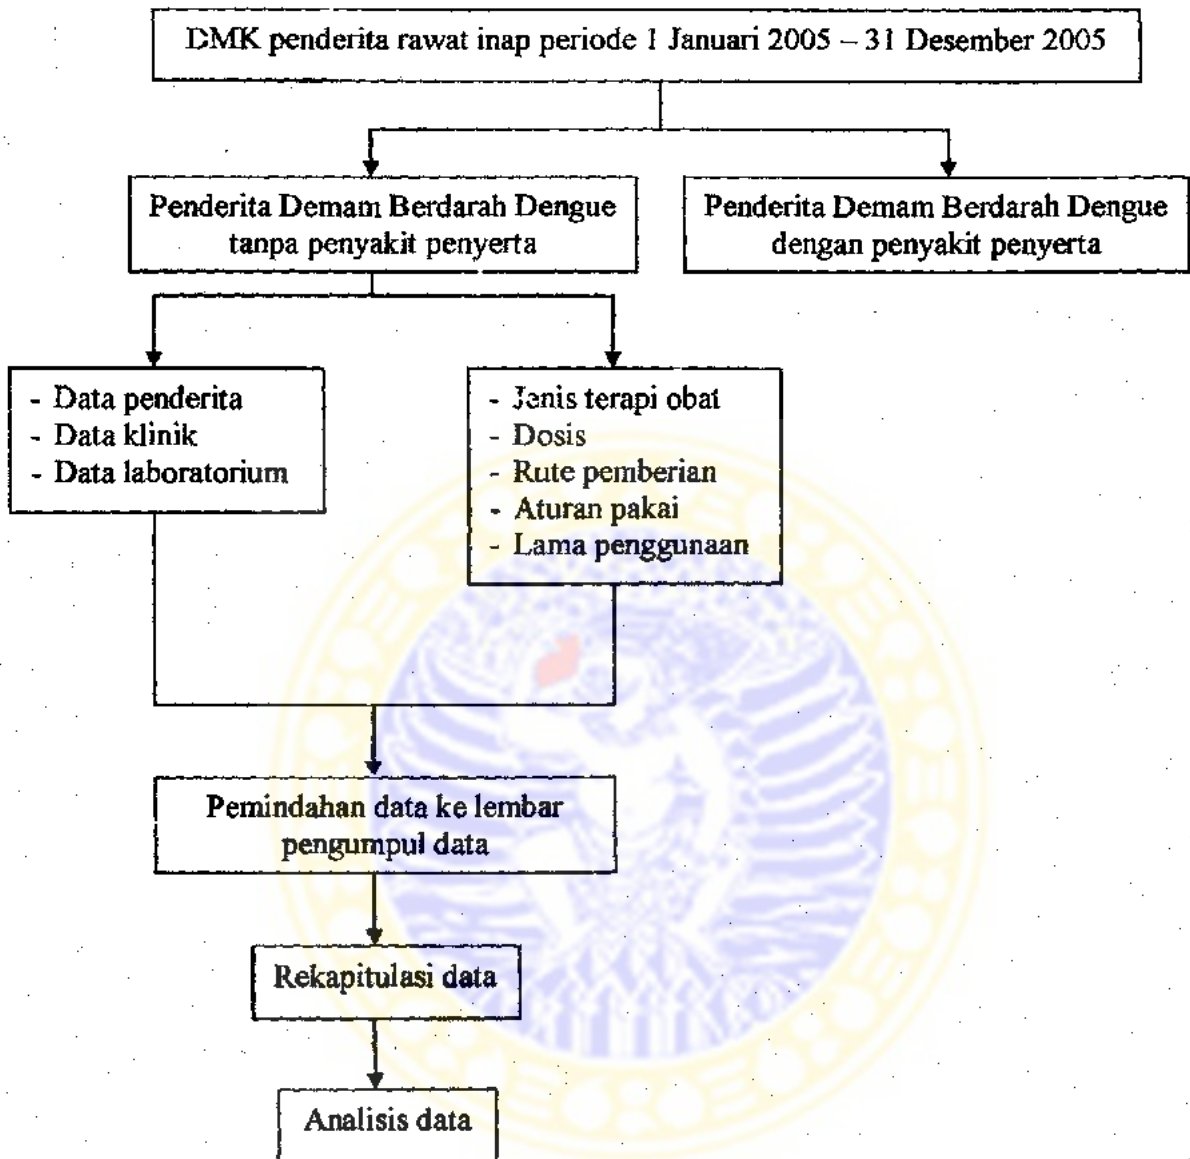 DMK penderita rawat inap periode 1 Januari 2005 – 31 Desember 2005
Penderita Demam Berdarah Dengue
tanpa penyakit penyerta
Penderita Demam Berdarah Dengue
dengan penyakit penyerta
- Data penderita
- Data klinik
- Data laboratorium
- Jenis terapi obat
- Dosis
- Rute pemberian
- Aturan pakai
- Lama penggunaan
Pemindahan data ke lembar
pengumpul data
Rekapitulasi data
Analisis data